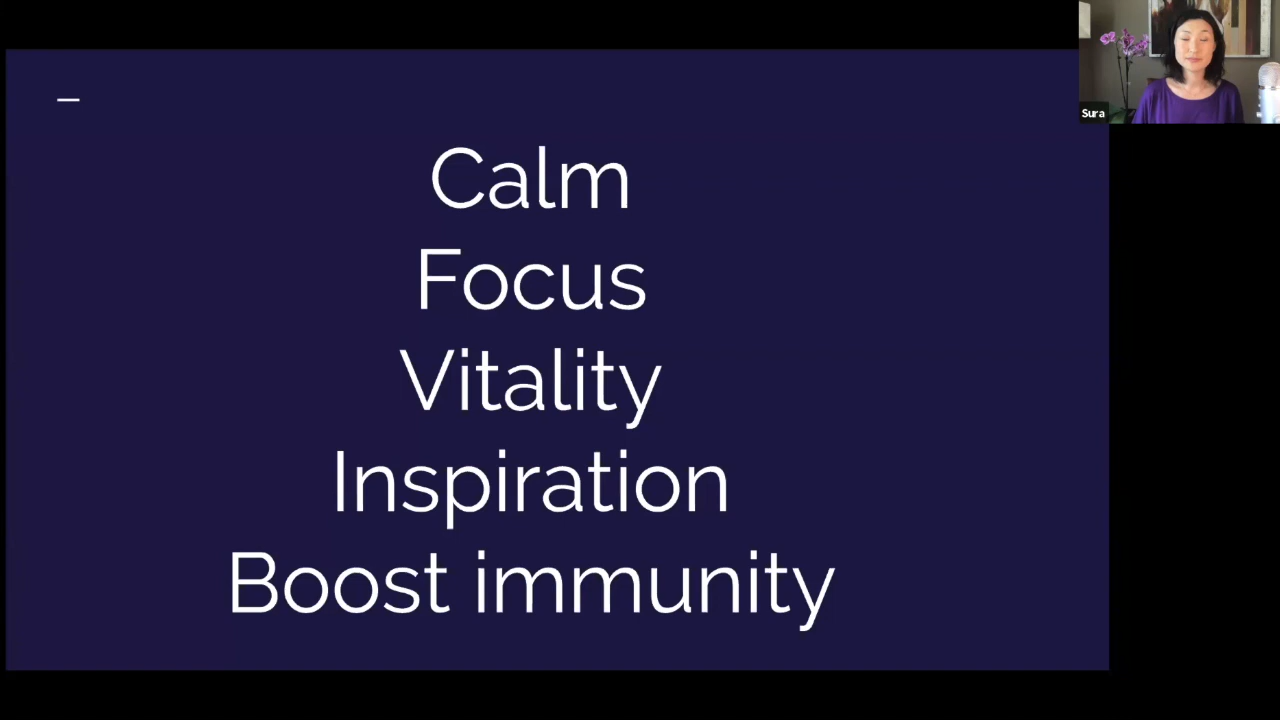 Calm
Focus
Vitality
Inspiration
Boost immunity
Sura